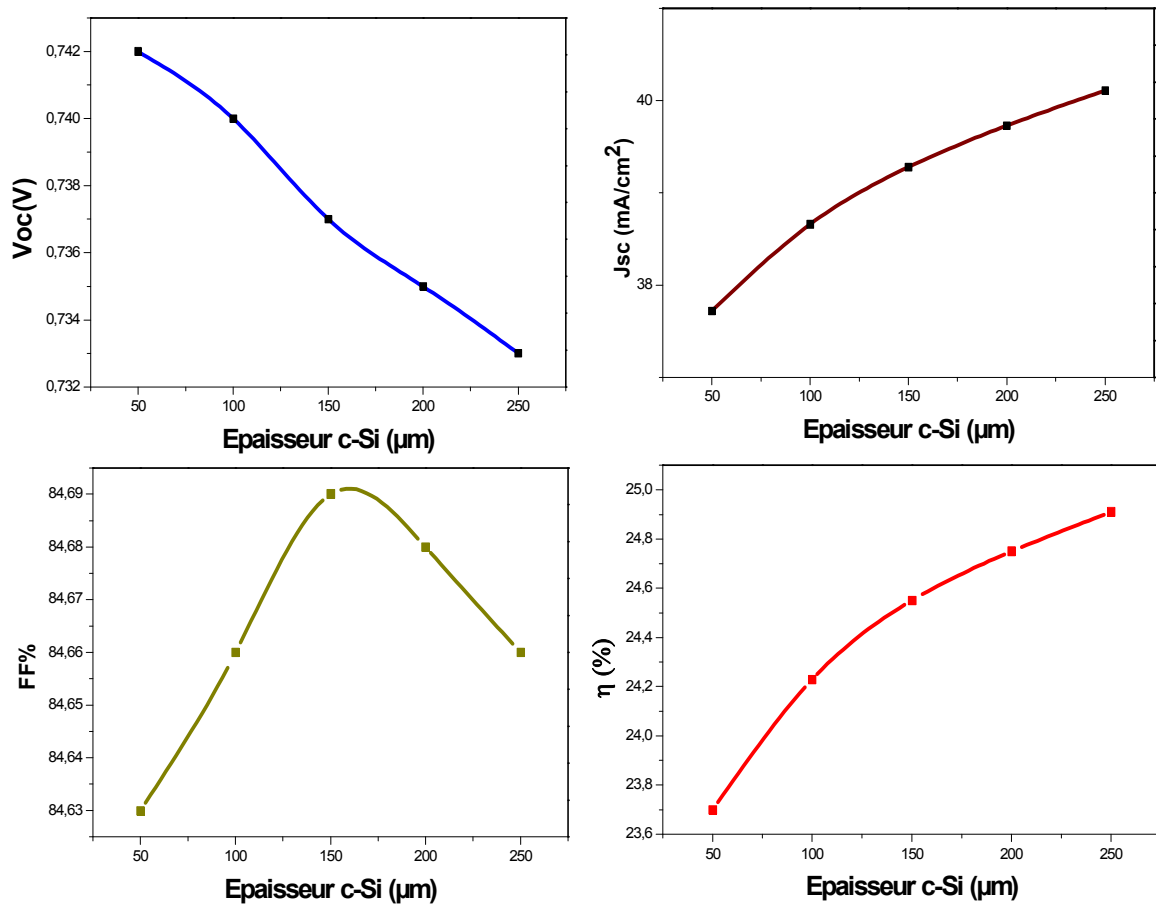 Voc(V)
0,742
0,740
0,738
0,736
0,734
0,732
50 100 150 200 250
Epaisseur c-Si (µm)
Jsc (mA/cm²)
40
38
50 100 150 200 250
Epaisseur c-Si (µm)
FF%
84,69
84,68
84,67
84,66
84,65
84,64
84,63
50 100 150 200 250
Epaisseur c-Si (µm)
η (%)
25,0
24,8
24,6
24,4
24,2
24,0
23,8
23,6
50 100 150 200 250
Epaisseur c-Si (µm)